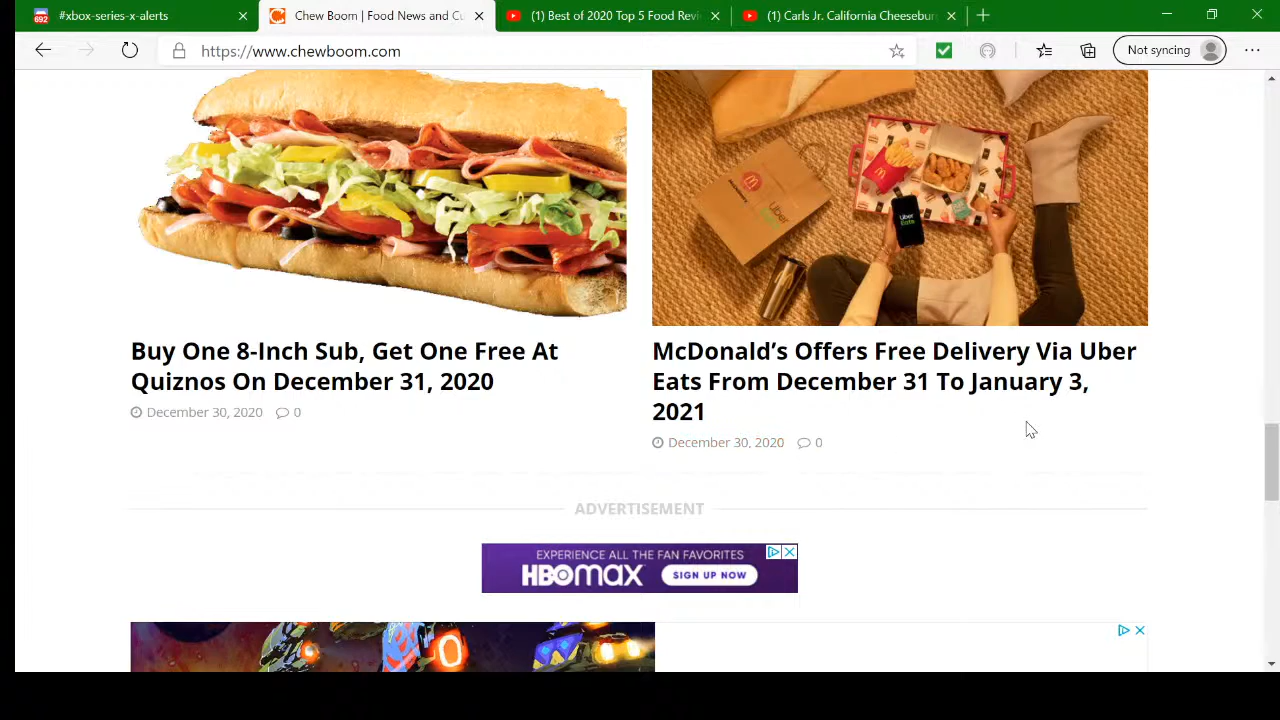 692 #xbox-series-x-alerts
Chew Boom | Food News and Cu
(1) Best of 2020 Top 5 Food Revi
(1) Carls Jr. California Cheesebur
https://www.chewboom.com
Not syncing
Uber
Eats
Buy One 8-Inch Sub, Get One Free At
Quiznos On December 31, 2020
December 30, 2020 0
McDonald's Offers Free Delivery Via Uber
Eats From December 31 To January 3,
2021
December 30, 2020 0
ADVERTISEMENT
EXPERIENCE ALL THE FAN FAVORITES
HBOMAX SIGN UP NOW